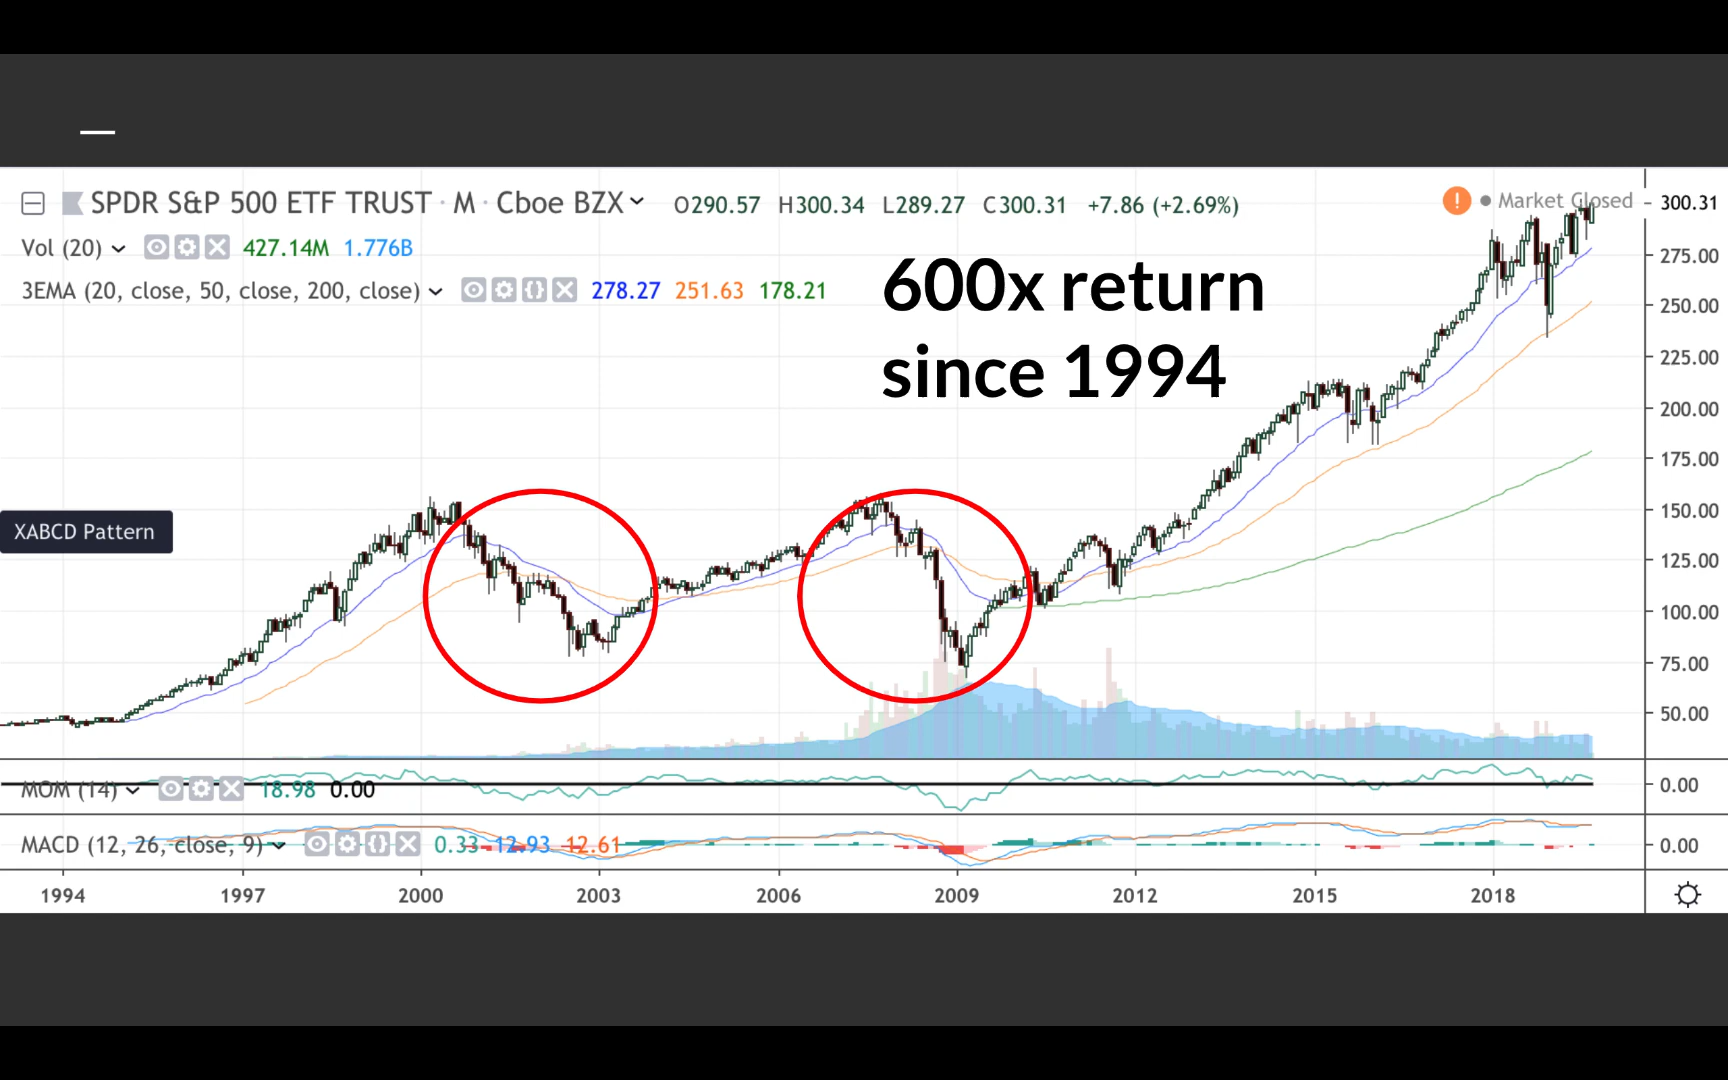 SPDR S&P 500 ETF TRUST · M · Cboe BZX O290.57 H300.34 L289.27 C300.31 +7.86 (+2.69%)
! Market Closed 300.31
Vol (20) 427.14M 1.776B
3EMA (20, close, 50, close, 200, close) 278.27 251.63 178.21
600x return
since 1994
275.00
250.00
225.00
200.00
175.00
150.00
125.00
100.00
75.00
50.00
XABCD Pattern
MOM (14) 18.98 0.00
0.00
MACD (12, 26, close, 9) 0.33 12.93 12.61
0.00
1994 1997 2000 2003 2006 2009 2012 2015 2018